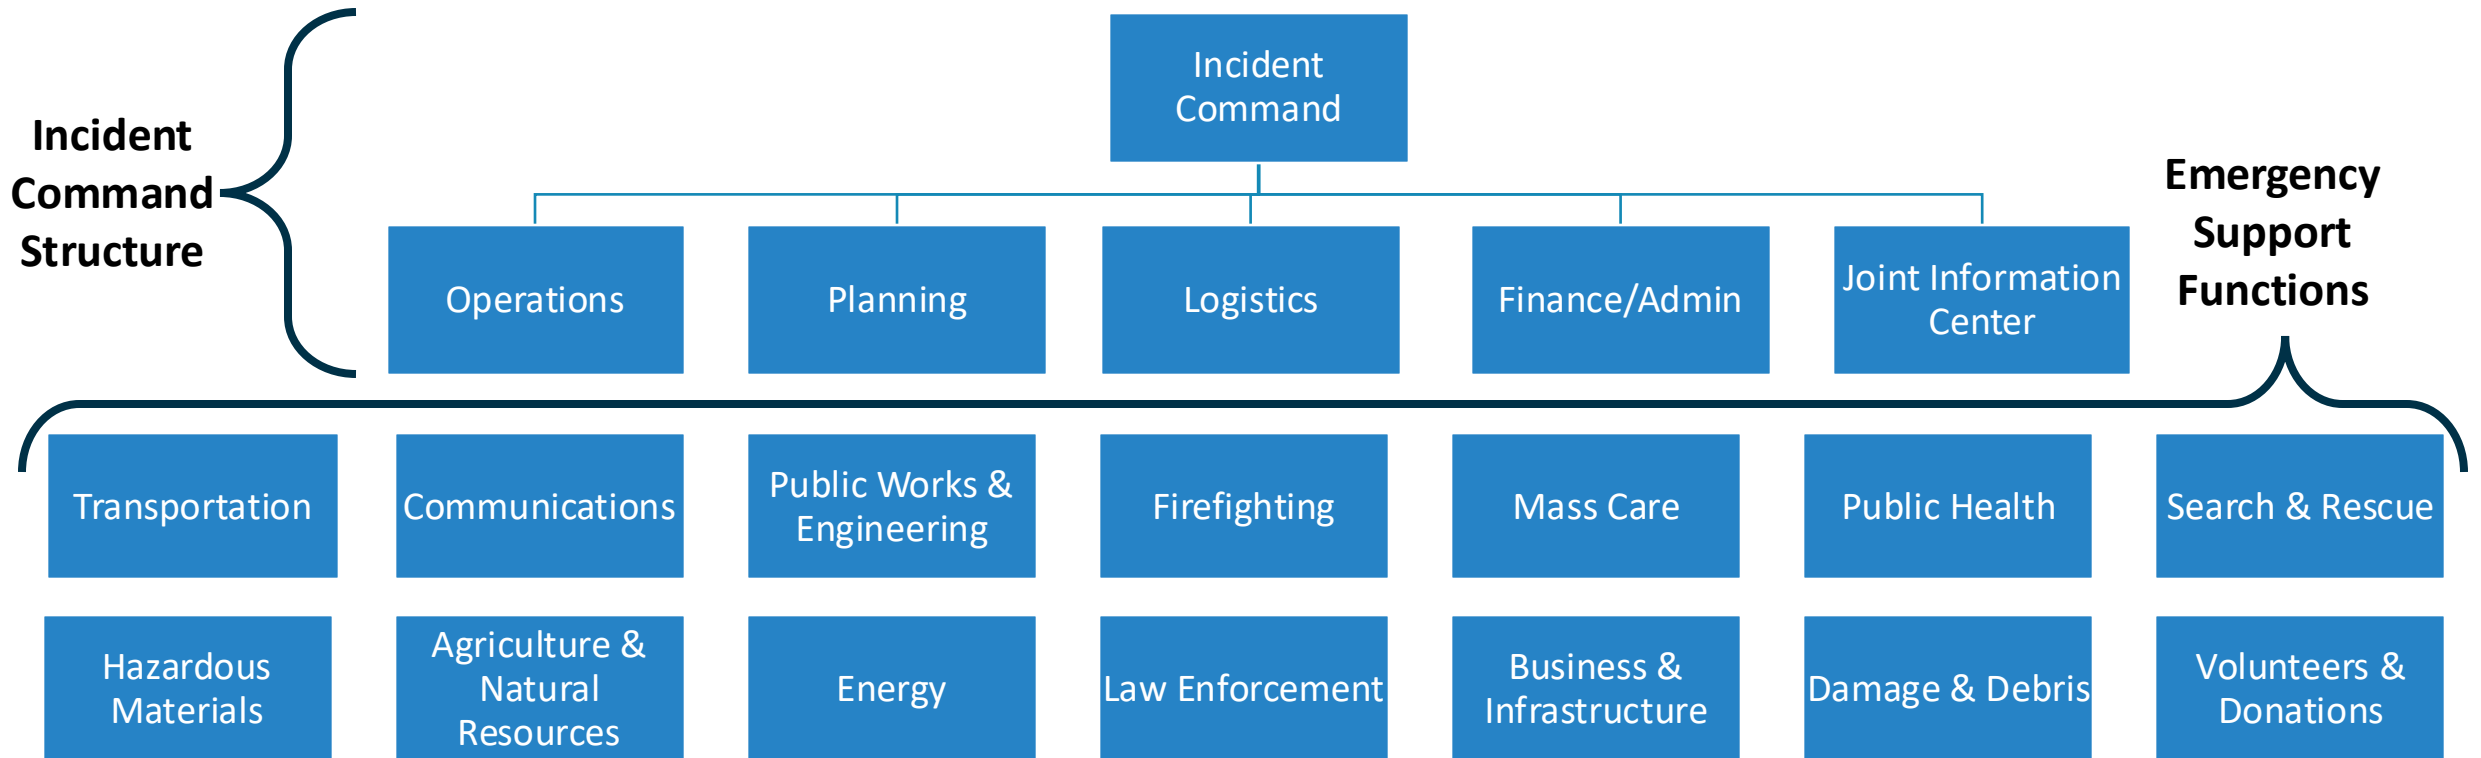 Incident
Command
Incident
Command
Structure
Emergency
Support
Functions
Operations
Planning
Logistics
Finance/Admin
Joint Information
Center
Transportation
Communications
Public Works &
Engineering
Firefighting
Mass Care
Public Health
Search & Rescue
Hazardous
Materials
Agriculture &
Natural
Resources
Energy
Law Enforcement
Business &
Infrastructure
Damage & Debris
Volunteers &
Donations